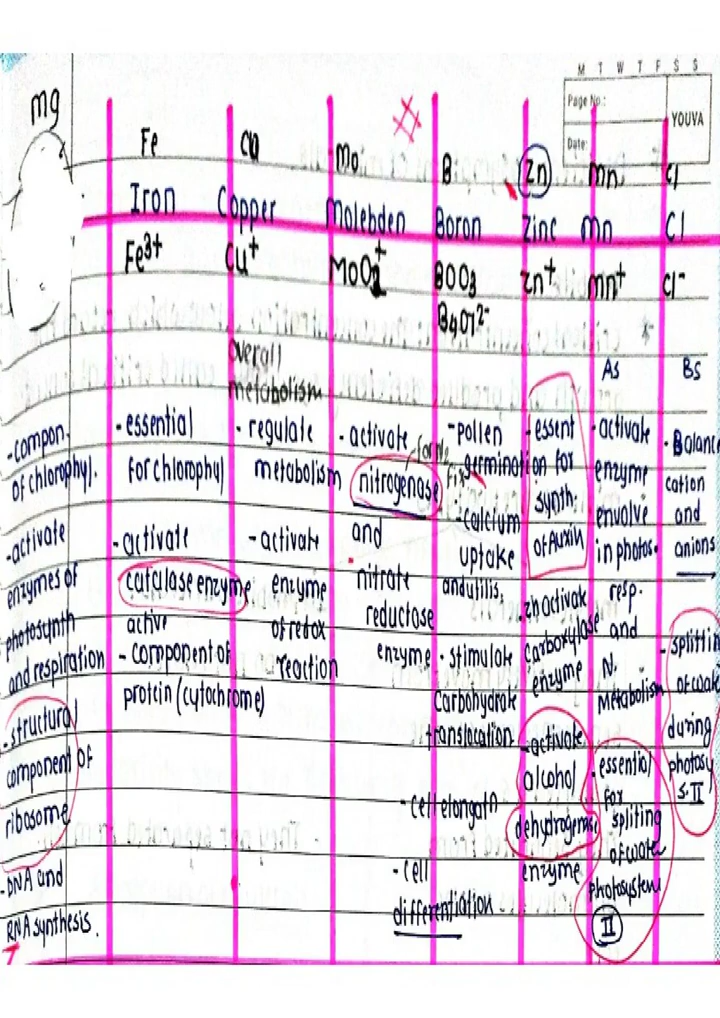 M T W T F S S
Page No.:
Date:
YOUVA
mg
Fe
Iron
Fe3+
- essential
for chlorophyl
- activate
catalase enzyme
active
- component of
protein (cytochrome)
Cu
Copper
Cu+
overall
metabolism
- regulate
metabolism
- activate
enzyme
of redox
reaction
Mo
Molebden
MoO2+
- activate
nitrogenase
and
nitrate
reductase
enzyme
B
Boron
BOO3
B4O7 2-
- pollen
germination
- calcium
uptake
and utilis.
- stimulate
Carbohydrate
translocation
- cell elongatn
- cell
differentiation
Zn
Zinc
Zn+
- essent
for
synth.
of Auxin
activate
carboxylase
enzyme
- activate
alcohol
dehydrogense
enzyme
mn
mn
mn+
As
- activate
enzyme
envolve
in photos.
resp.
and
N.
Metabolism
- essential
for
spliting
of water
photosystem
II
Cl
Cl
Cl-
Bs
- Balance
cation
and
anions
- splitting
of wate
during
photosy
s II
- compon.
of chlorophyl.
- activate
enzymes of
photosynth
and respiration
- structural
component of
ribosome
- DNA and
RNA synthesis.